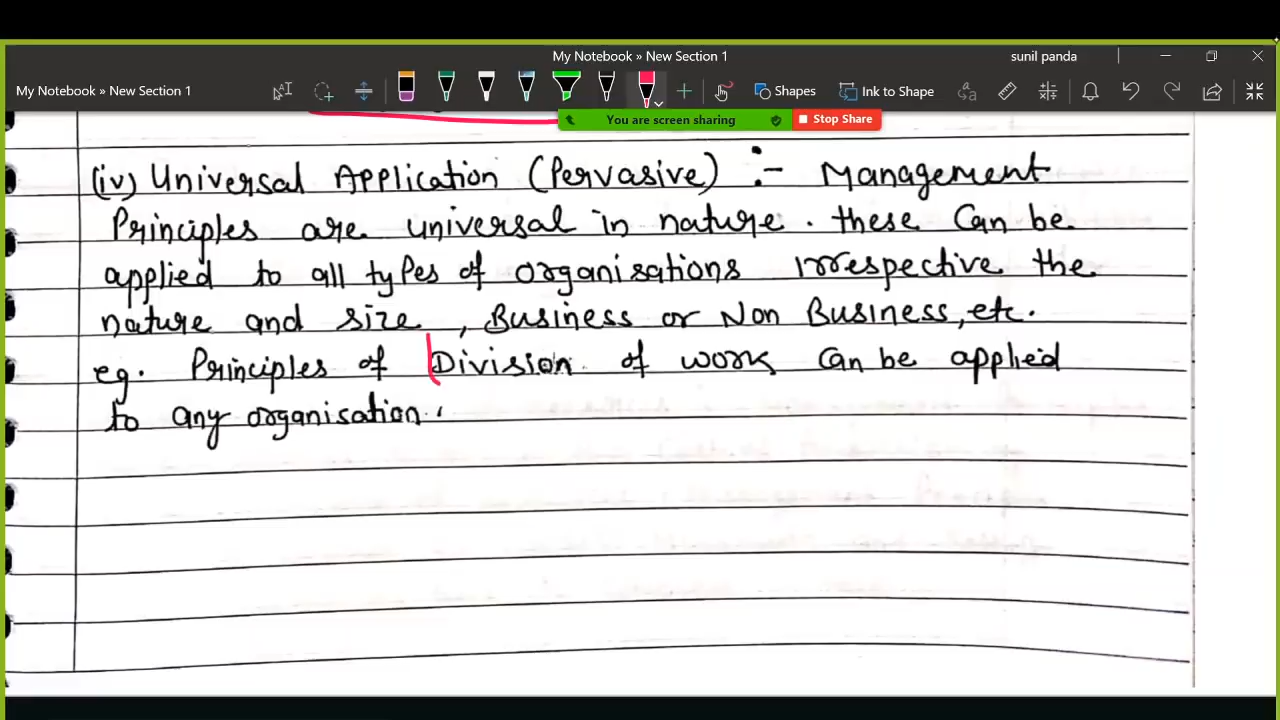 My Notebook » New Section 1
sunil panda
My Notebook » New Section 1
Shapes
Ink to Shape
You are screen sharing
Stop Share
(iv) Universal Application (Pervasive) :- Management
Principles are universal in nature. these Can be
applied to all types of organisations irrespective the
nature and size, Business or Non Business, etc.
eg. Principles of Division of work Can be applied
to any organisation.